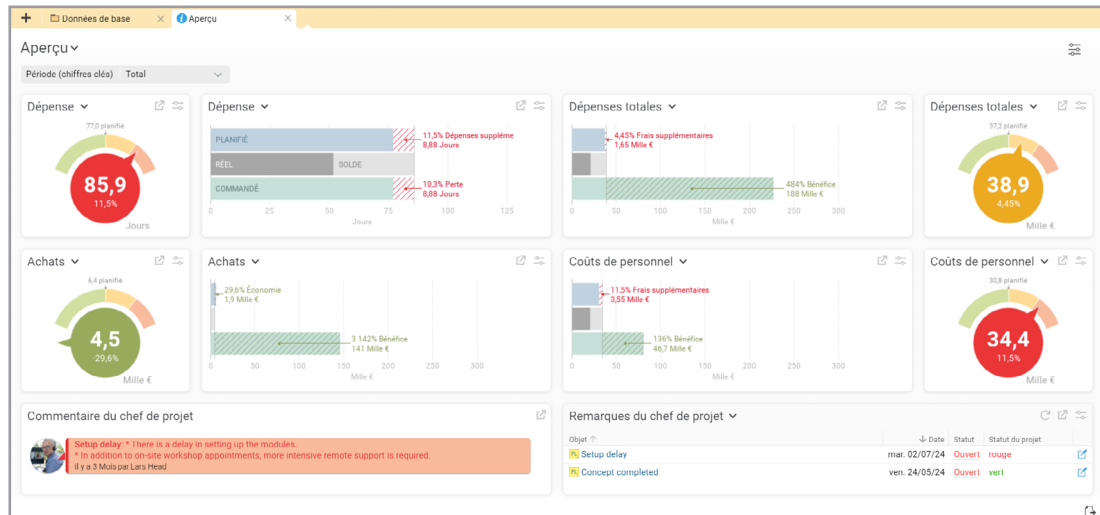 Données de base
Aperçu
Aperçu
Période (chiffres clés) Total
Dépense
77,0 planifié
85,9
11,5%
Jours
Dépense
PLANIFIÉ
RÉEL
SOLDE
COMMANDÉ
11,5% Dépenses suppléme
8,88 Jours
10,3% Perte
8,88 Jours
0 25 50 75 100 125
Jours
Dépenses totales
4,45% Frais supplémentaires
1,65 Mille €
484% Bénéfice
188 Mille €
0 50 100 150 200 250 300
Mille €
Dépenses totales
37,2 planifié
38,9
4,45%
Mille €
Achats
6,4 planifié
4,5
-29,6%
Mille €
Achats
29,6% Économie
1,9 Mille €
3 142% Bénéfice
141 Mille €
0 50 100 150 200 250 300
Mille €
Coûts de personnel
11,5% Frais supplémentaires
3,55 Mille €
136% Bénéfice
46,7 Mille €
0 50 100 150 200 250 300
Mille €
Coûts de personnel
30,8 planifié
34,4
11,5%
Mille €
Commentaire du chef de projet
Setup delay: * There is a delay in setting up the modules.
* In addition to on-site workshop appointments, more intensive remote support is required.
il y a 3 Mois par Lars Head
Remarques du chef de projet
Objet Date Statut Statut du projet
PL Setup delay mar. 02/07/24 Ouvert rouge
PL Concept completed ven. 24/05/24 Ouvert vert